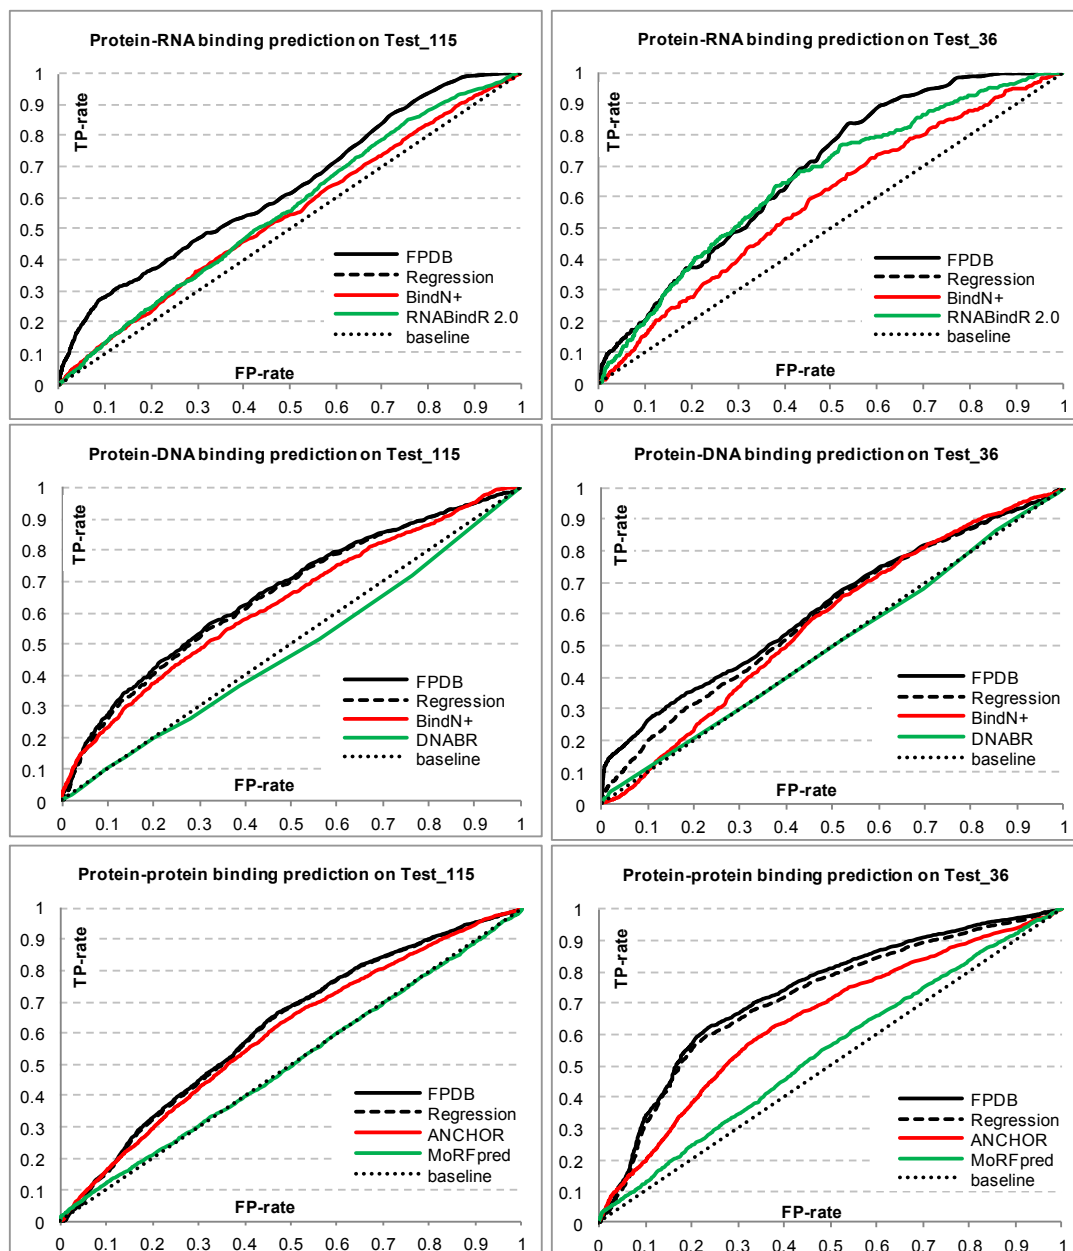 Protein-RNA binding prediction on Test_115
1
0.9
0.8
0.7
0.6
0.5
0.4
0.3
0.2
0.1
0
TP-rate
FPDB
Regression
BindN+
RNABindR 2.0
baseline
FP-rate
0 0.1 0.2 0.3 0.4 0.5 0.6 0.7 0.8 0.9 1
Protein-RNA binding prediction on Test_36
1
0.9
0.8
0.7
0.6
0.5
0.4
0.3
0.2
0.1
0
TP-rate
FPDB
Regression
BindN+
RNABindR 2.0
baseline
FP-rate
0 0.1 0.2 0.3 0.4 0.5 0.6 0.7 0.8 0.9 1
Protein-DNA binding prediction on Test_115
1
0.9
0.8
0.7
0.6
0.5
0.4
0.3
0.2
0.1
0
TP-rate
FPDB
Regression
BindN+
DNABR
baseline
FP-rate
0 0.1 0.2 0.3 0.4 0.5 0.6 0.7 0.8 0.9 1
Protein-DNA binding prediction on Test_36
1
0.9
0.8
0.7
0.6
0.5
0.4
0.3
0.2
0.1
0
TP-rate
FPDB
Regression
BindN+
DNABR
baseline
FP-rate
0 0.1 0.2 0.3 0.4 0.5 0.6 0.7 0.8 0.9 1
Protein-protein binding prediction on Test_115
1
0.9
0.8
0.7
0.6
0.5
0.4
0.3
0.2
0.1
0
TP-rate
FPDB
Regression
ANCHOR
MoRFpred
baseline
FP-rate
0 0.1 0.2 0.3 0.4 0.5 0.6 0.7 0.8 0.9 1
Protein-protein binding prediction on Test_36
1
0.9
0.8
0.7
0.6
0.5
0.4
0.3
0.2
0.1
0
TP-rate
FPDB
Regression
ANCHOR
MoRFpred
baseline
FP-rate
0 0.1 0.2 0.3 0.4 0.5 0.6 0.7 0.8 0.9 1